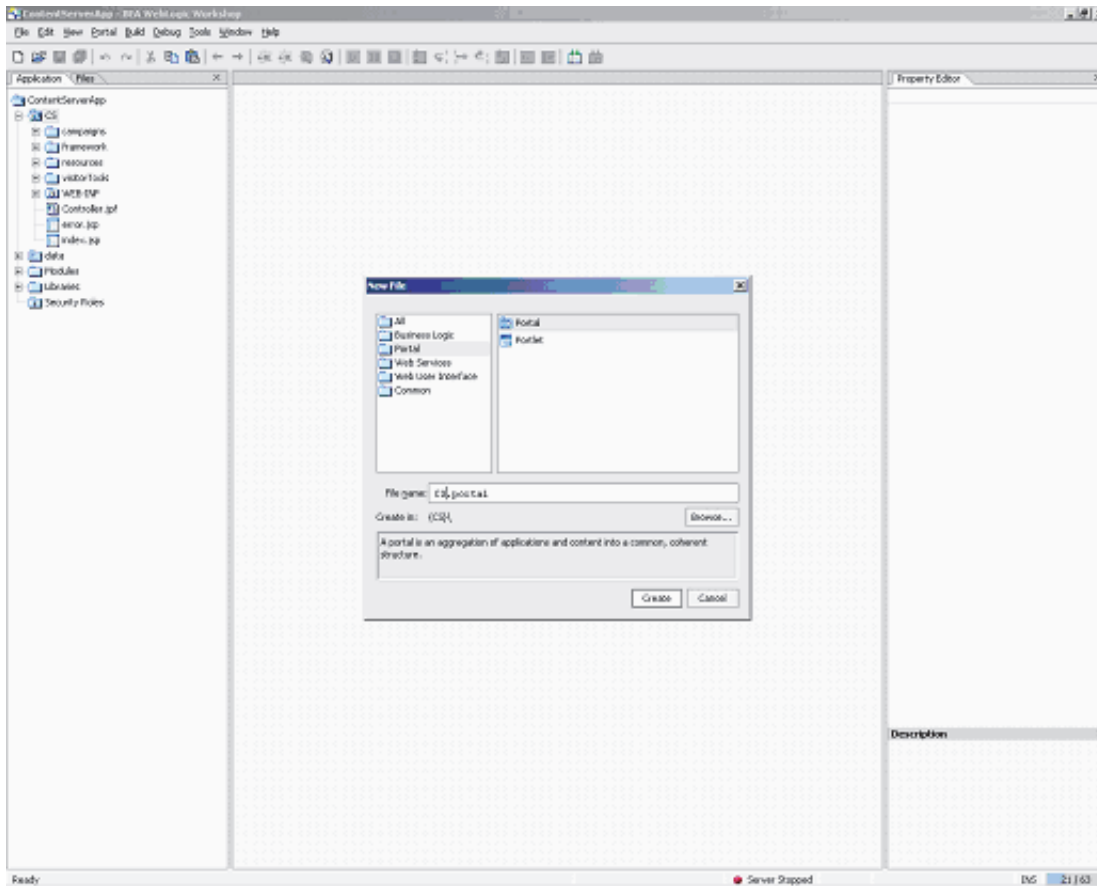 ContentServerApp - BEA WebLogic Workshop
File Edit View Portal Build Debug Tools Window Help
Application Files
Property Editor
ContentServerApp
CS
campaigns
framework
resources
visitorTools
WEB-INF
Controller.jpf
error.jsp
index.jsp
data
Modules
Libraries
Security Roles
New File
All
Business Logic
Portal
Web Services
Web User Interface
Common
Portal
Portlet
File name: CS.portal
Create in: {CS}\
Browse...
A portal is an aggregation of applications and content into a common, coherent
structure.
Create Cancel
Description
Ready
Server Stopped
INS
21|63